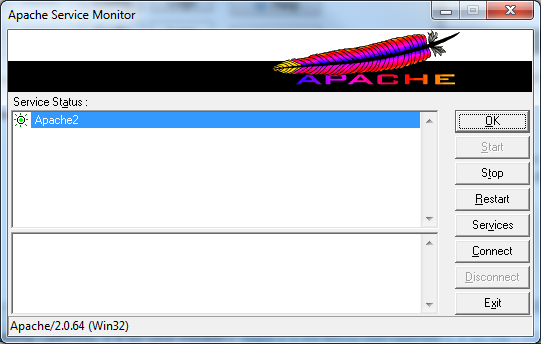 Apache Service Monitor
APACHE
Service Status :
Apache2
OK
Start
Stop
Restart
Services
Connect
Disconnect
Exit
Apache/2.0.64 (Win32)